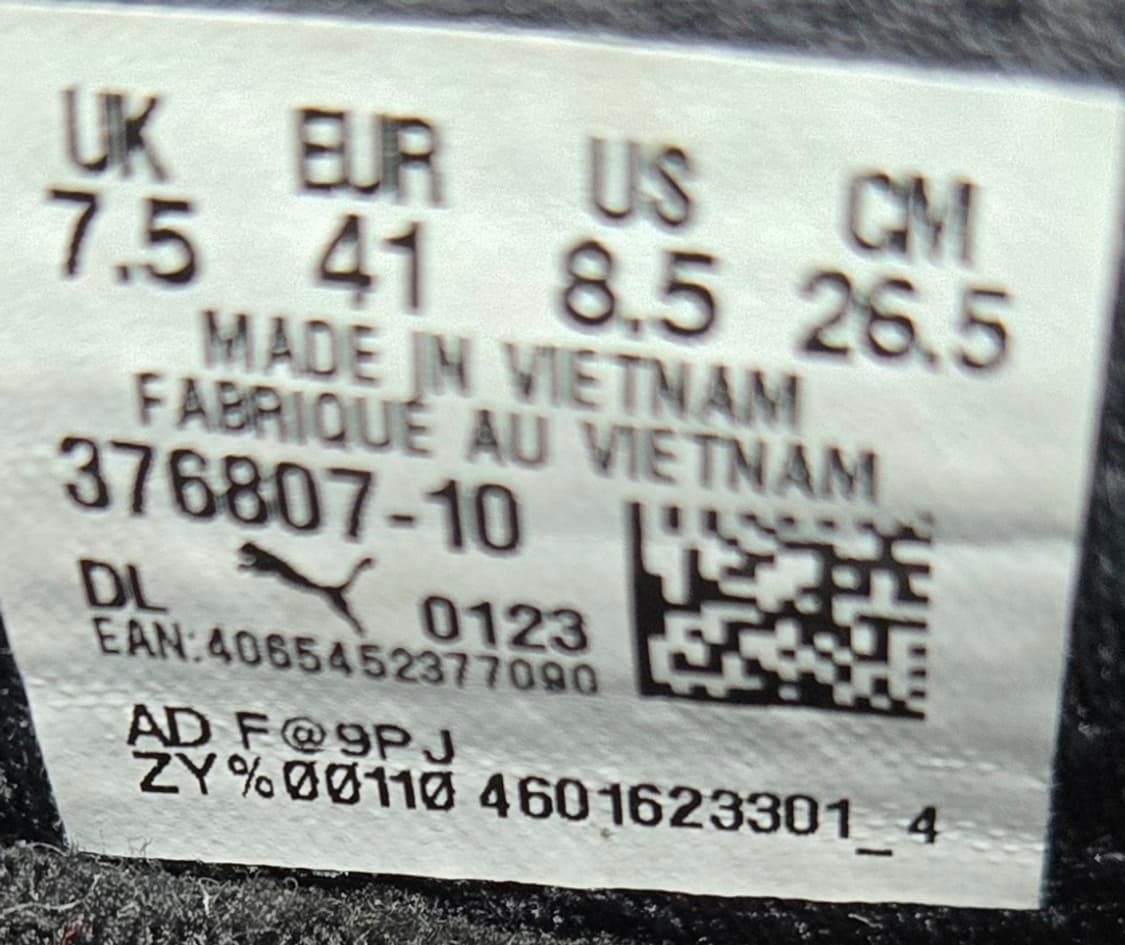 UK EUR US CM
7.5 41 8.5 26.5
MADE IN VIETNAM
FABRIQUÉ AU VIETNAM
376807-10
DL 0123
EAN:4065452377090
AD F@9PJ
ZY%00110 4601623301_4